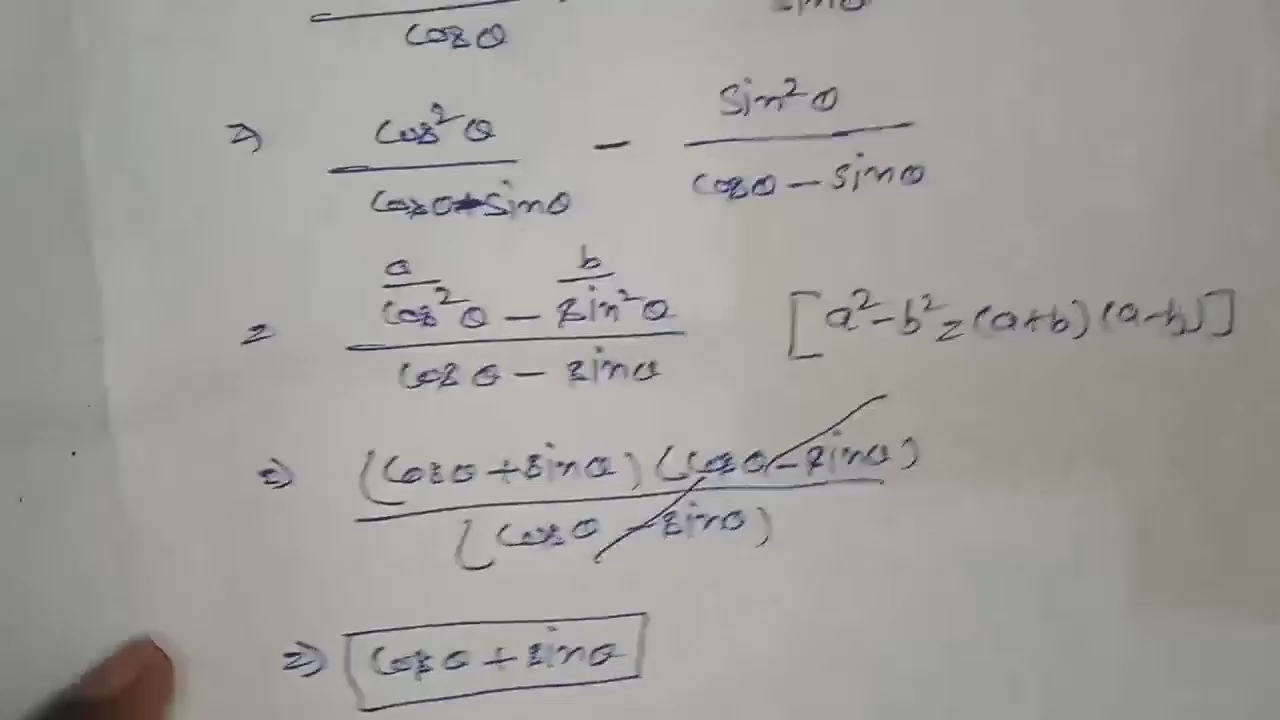 cosθ sinθ
⇒ cos²θ / cosθ-sinθ - sin²θ / cosθ - sinθ
a b
= cos²θ - sin²θ / cosθ - sinθ [a²-b² = (a+b) (a-b)]
⇒ (cosθ + sinθ) (cosθ - sinθ) / (cosθ - sinθ)
⇒ cosθ + sinθ